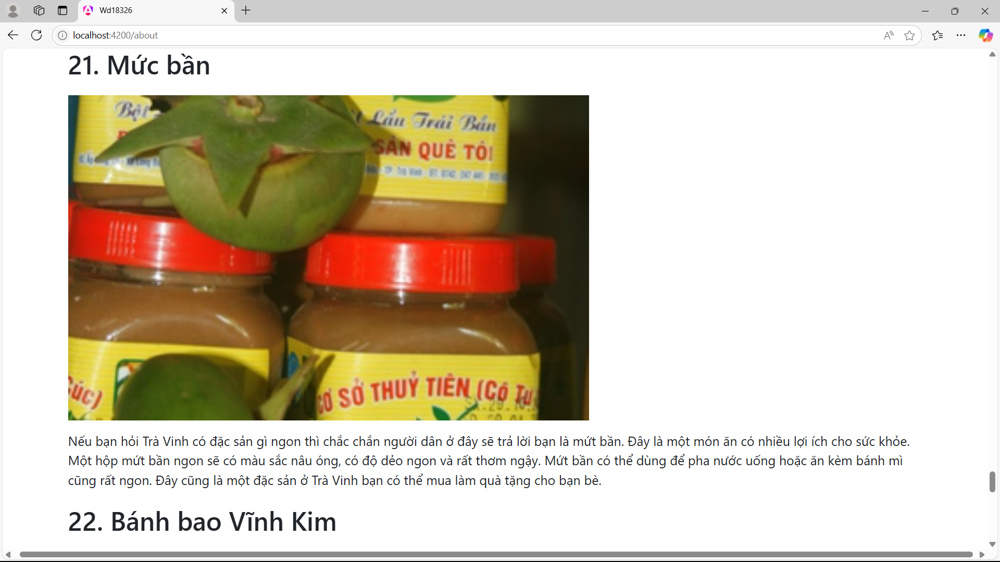 Wd18326
localhost:4200/about
21. Mức bần
Bột
Lẩu Trái Bần
SẢN QUÊ TÔI
CƠ SỞ THUỶ TIÊN (Cô Tư
Cúc)
Nếu bạn hỏi Trà Vinh có đặc sản gì ngon thì chắc chắn người dân ở đây sẽ trả lời bạn là mứt bần. Đây là một món ăn có nhiều lợi ích cho sức khỏe.
Một hộp mứt bần ngon sẽ có màu sắc nâu óng, có độ dẻo ngon và rất thơm ngậy. Mứt bần có thể dùng để pha nước uống hoặc ăn kèm bánh mì
cũng rất ngon. Đây cũng là một đặc sản ở Trà Vinh bạn có thể mua làm quà tặng cho bạn bè.
22. Bánh bao Vĩnh Kim